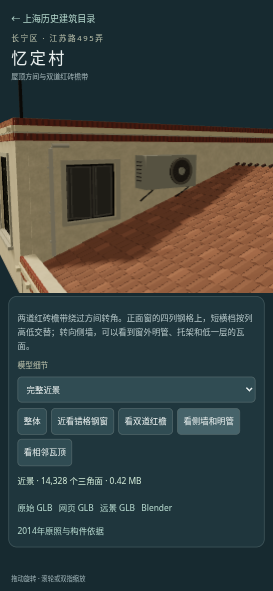 ← 上海历史建筑目录
长宁区 · 江苏路495弄
忆定村
屋顶方向与双道红砖檐带
两道红砖檐带绕过方间转角。正面窗的四列钢格上，短横档按列
高低交替；转向侧墙，可以看到窗外明管、托架和低一层的瓦
面。
模型细节
完整近景
整体
近看错格钢窗
看双道红檐
看侧墙和明管
看相邻瓦顶
近景 · 14,328 个三角面 · 0.42 MB
原始 GLB 网页 GLB 远景 GLB Blender
2014年原照与构件依据
拖动旋转 · 滚轮或双指缩放